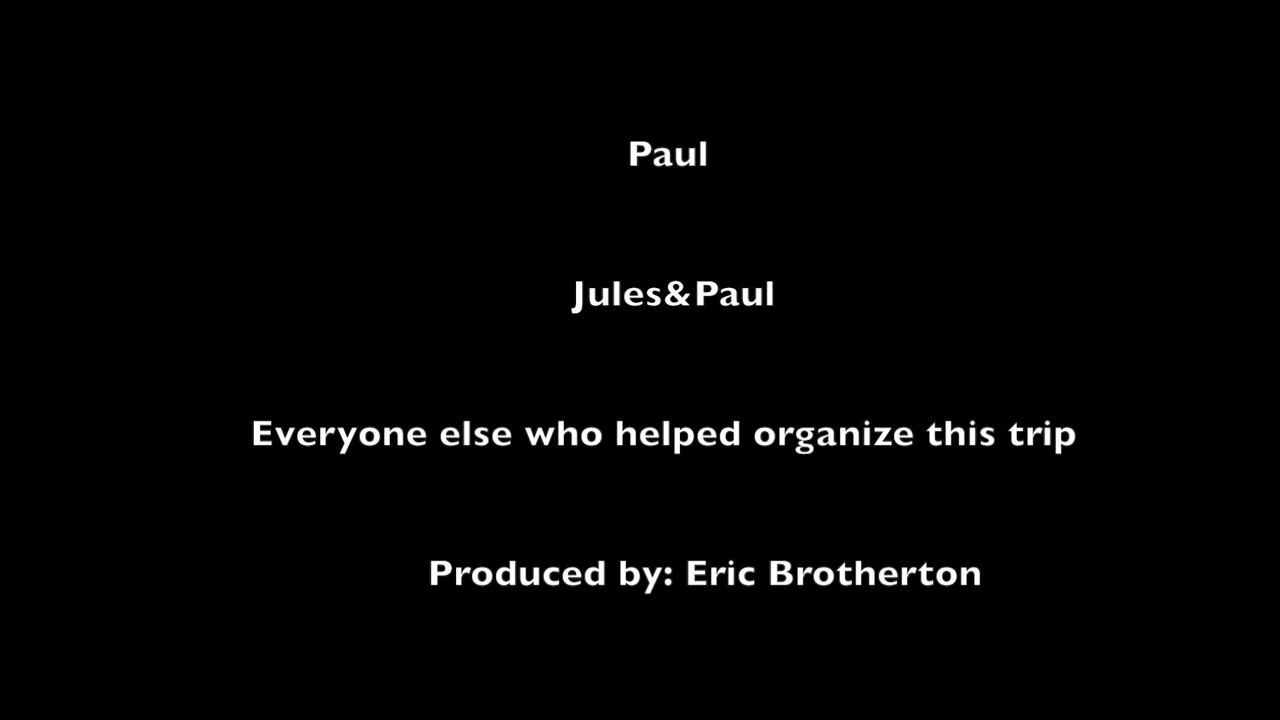 Paul
Jules&Paul
Everyone else who helped organize this trip
Produced by: Eric Brotherton